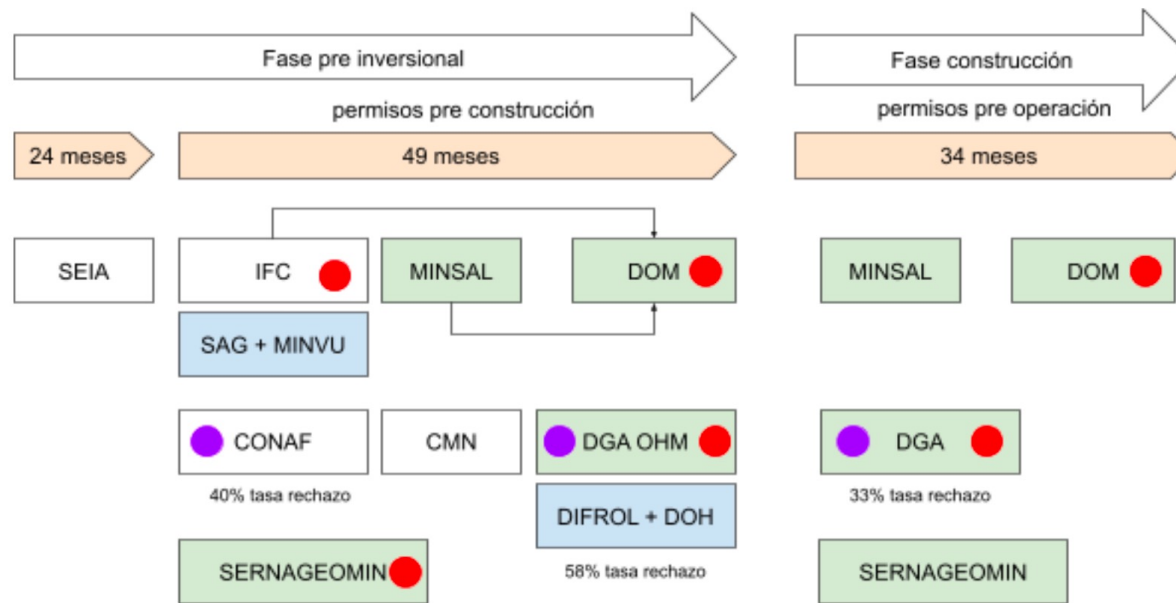 Fase pre inversional
Fase construcción
permisos pre construcción
permisos pre operación
24 meses
49 meses
34 meses
SEIA
IFC
MINSAL
DOM
MINSAL
DOM
SAG + MINVU
CONAF
CMN
DGA OHM
DGA
40% tasa rechazo
33% tasa rechazo
DIFROL + DOH
58% tasa rechazo
SERNAGEOMIN
SERNAGEOMIN